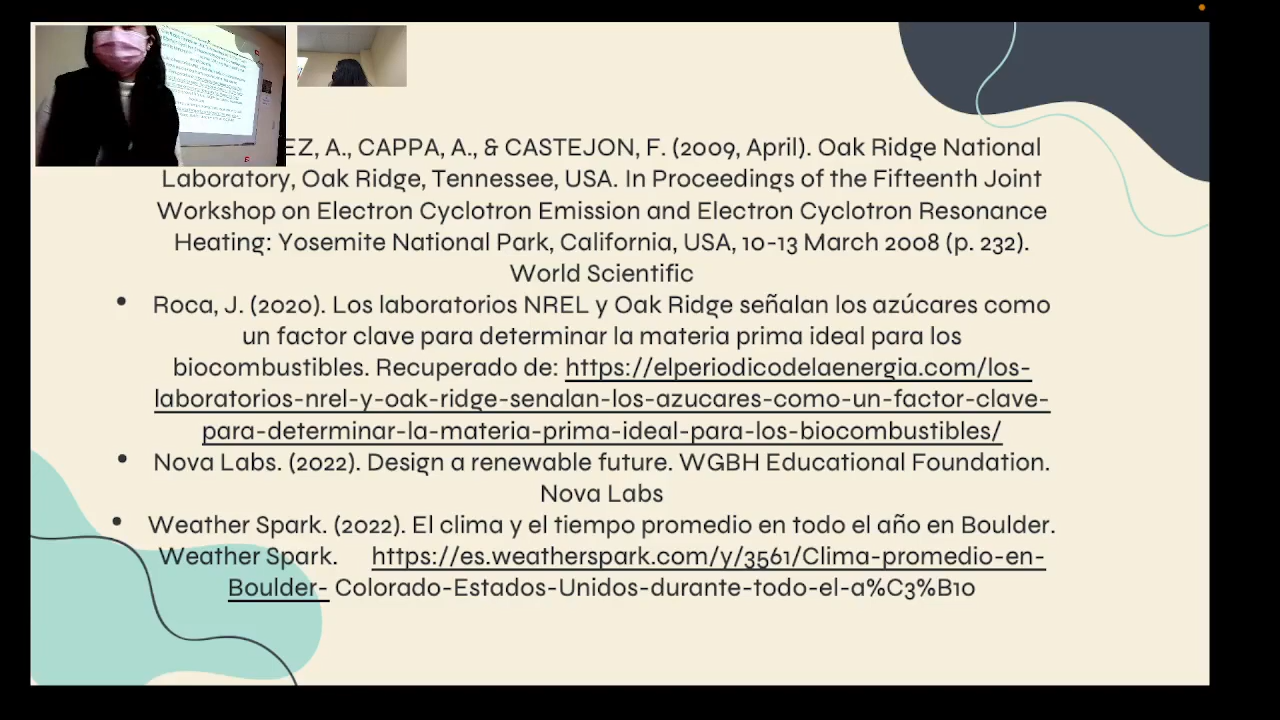 EZ, A., CAPPA, A., & CASTEJON, F. (2009, April). Oak Ridge National
Laboratory, Oak Ridge, Tennessee, USA. In Proceedings of the Fifteenth Joint
Workshop on Electron Cyclotron Emission and Electron Cyclotron Resonance
Heating: Yosemite National Park, California, USA, 10-13 March 2008 (p. 232).
World Scientific
• Roca, J. (2020). Los laboratorios NREL y Oak Ridge señalan los azúcares como
un factor clave para determinar la materia prima ideal para los
biocombustibles. Recuperado de: https://elperiodicodelaenergia.com/los-
laboratorios-nrel-y-oak-ridge-senalan-los-azucares-como-un-factor-clave-
para-determinar-la-materia-prima-ideal-para-los-biocombustibles/
• Nova Labs. (2022). Design a renewable future. WGBH Educational Foundation.
Nova Labs
• Weather Spark. (2022). El clima y el tiempo promedio en todo el año en Boulder.
Weather Spark. https://es.weatherspark.com/y/3561/Clima-promedio-en-
Boulder- Colorado-Estados-Unidos-durante-todo-el-a%C3%B1o